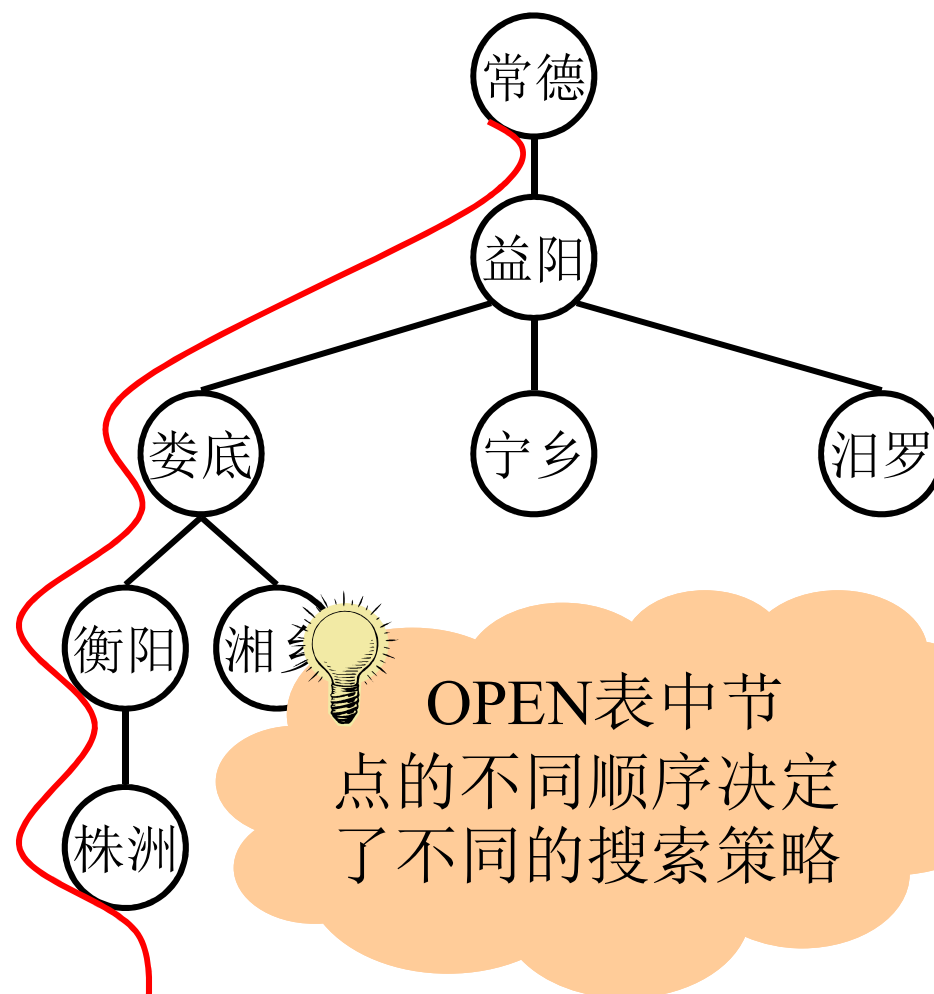 常德
益阳
娄底
宁乡
汨罗
衡阳
湘乡
OPEN表中节
点的不同顺序决定
了不同的搜索策略
株洲